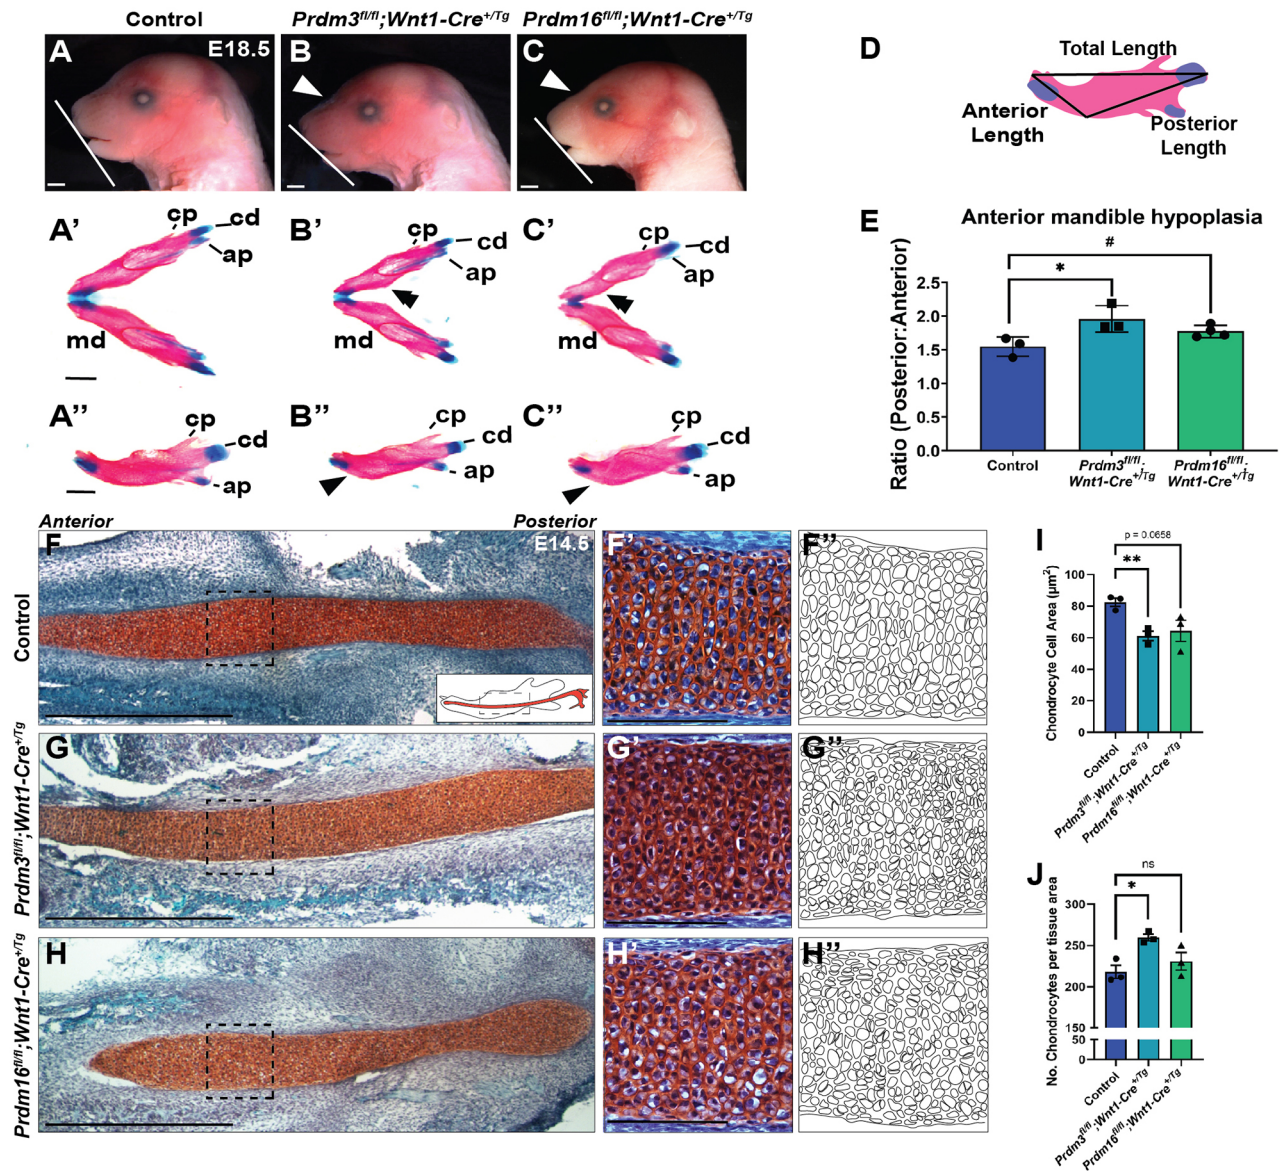 Control
Prdm3fl/fl;Wnt1-Cre+/Tg
Prdm16fl/fl;Wnt1-Cre+/Tg
A
E18.5
B
C
D
Total Length
Anterior
Length
Posterior
Length
A’
cp
cd
ap
md
B’
cp
cd
ap
md
C’
cp
cd
ap
md
A’’
cp
cd
ap
B’’
cp
cd
ap
C’’
cp
cd
ap
E
Anterior mandible hypoplasia
#
*
Ratio (Posterior:Anterior)
2.5
2.0
1.5
1.0
0.5
0.0
Control
Prdm3fl/fl;
Wnt1-Cre+/Tg
Prdm16fl/fl;
Wnt1-Cre+/Tg
Anterior
Posterior
Control
F
E14.5
F’
F’’
Prdm3fl/fl;Wnt1-Cre+/Tg
G
G’
G’’
Prdm16fl/fl;Wnt1-Cre+/Tg
H
H’
H’’
I
p = 0.0658
**
Chondrocyte Cell Area (µm2)
100
80
60
40
20
0
Control
Prdm3fl/fl;Wnt1-Cre+/Tg
Prdm16fl/fl;Wnt1-Cre+/Tg
J
ns
*
No. Chondrocytes per tissue area
300
250
200
150
50
0
Control
Prdm3fl/fl;Wnt1-Cre+/Tg
Prdm16fl/fl;Wnt1-Cre+/Tg